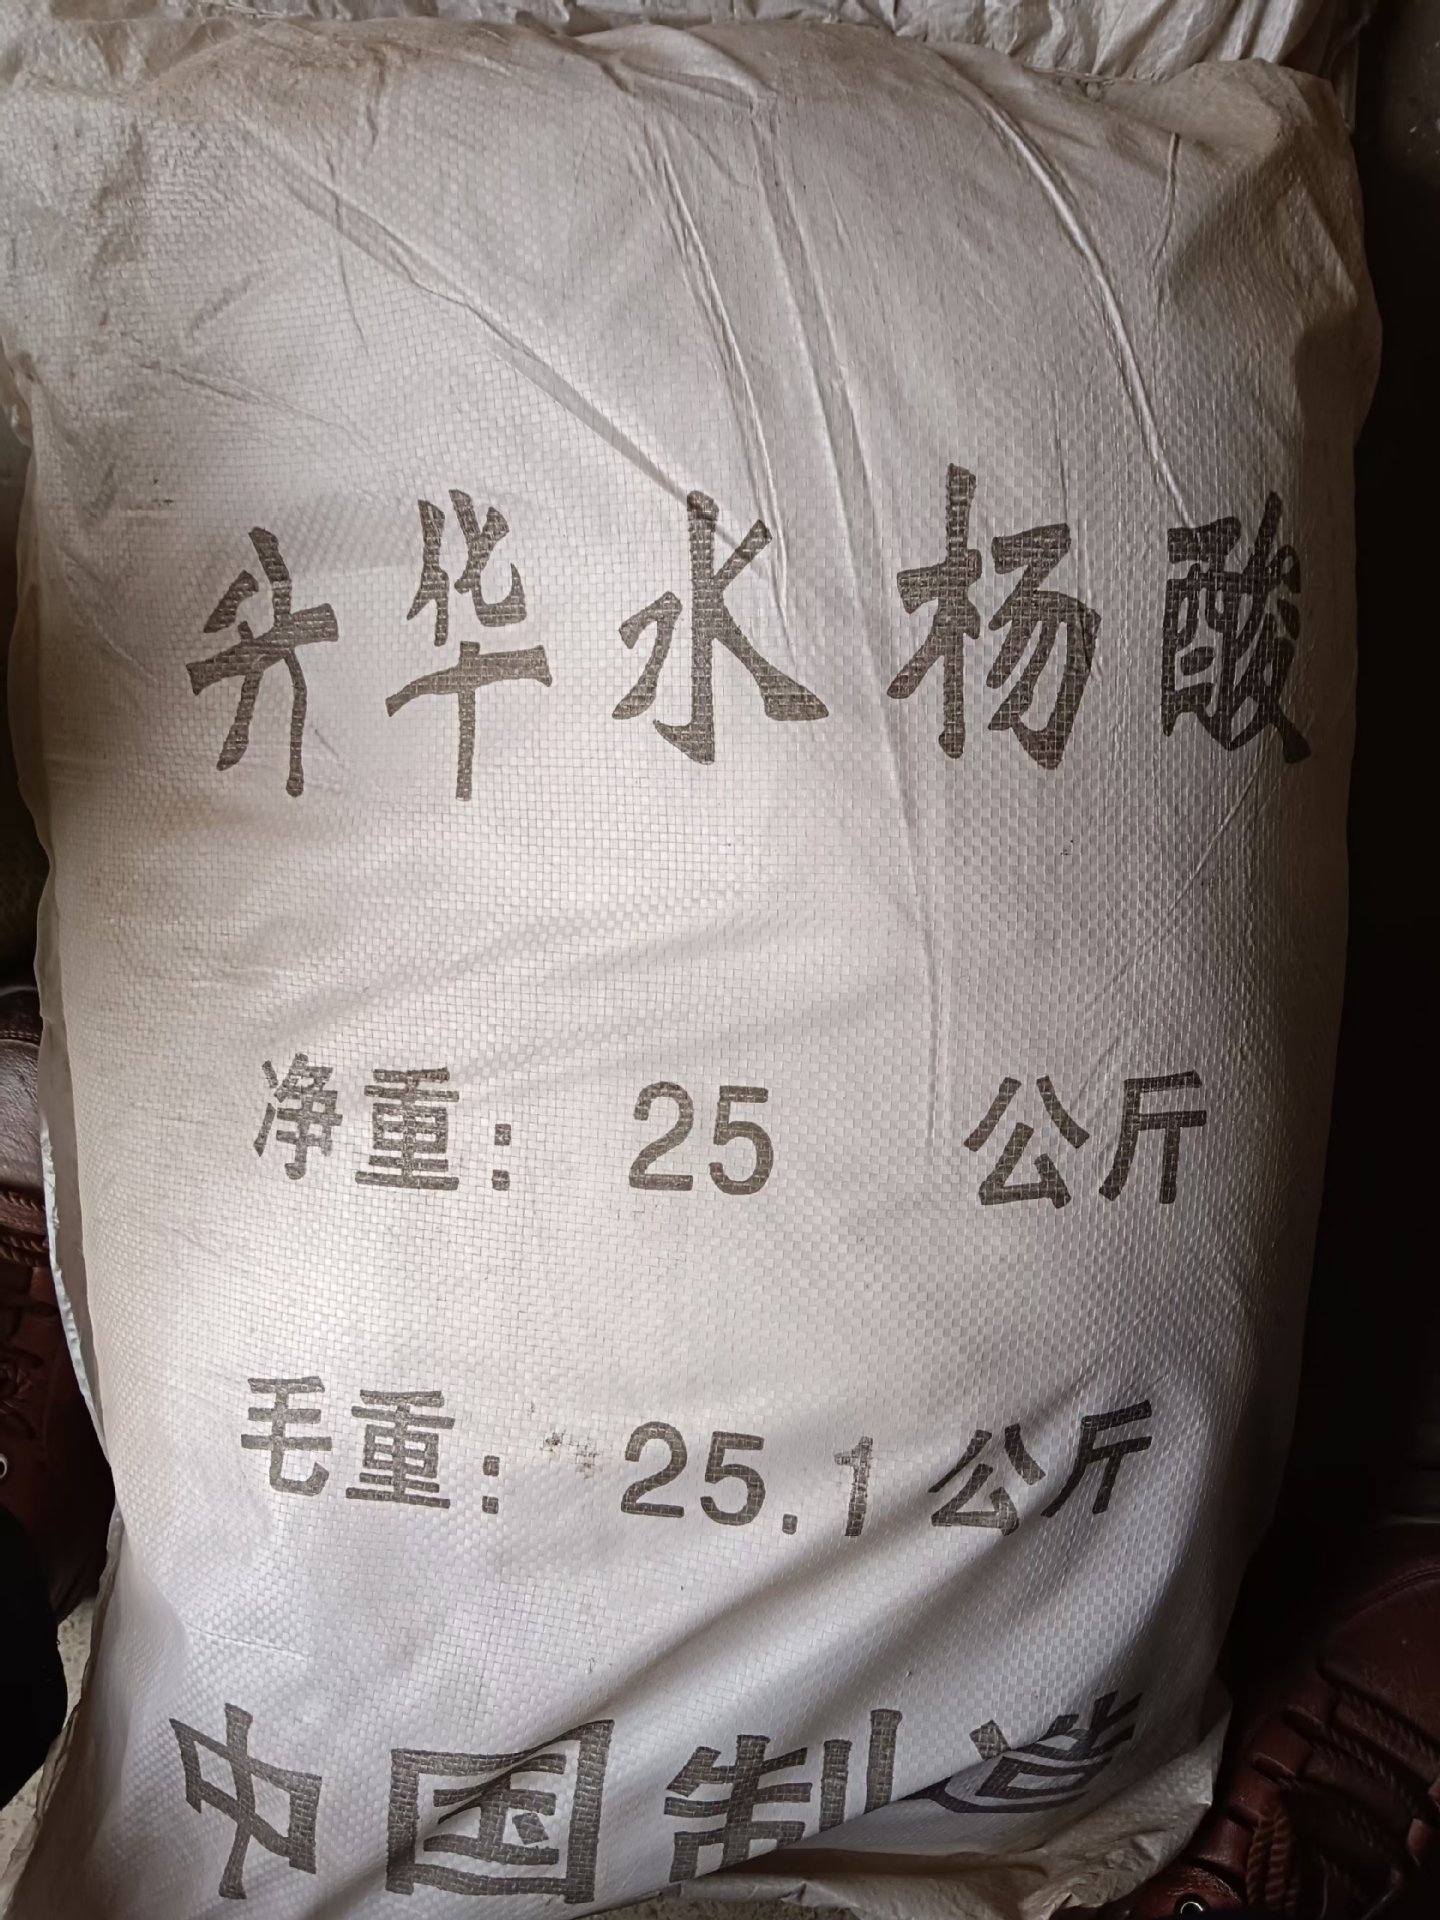 升华水杨酸
净重： 25 公斤
毛重： 25.1公斤
中国制造